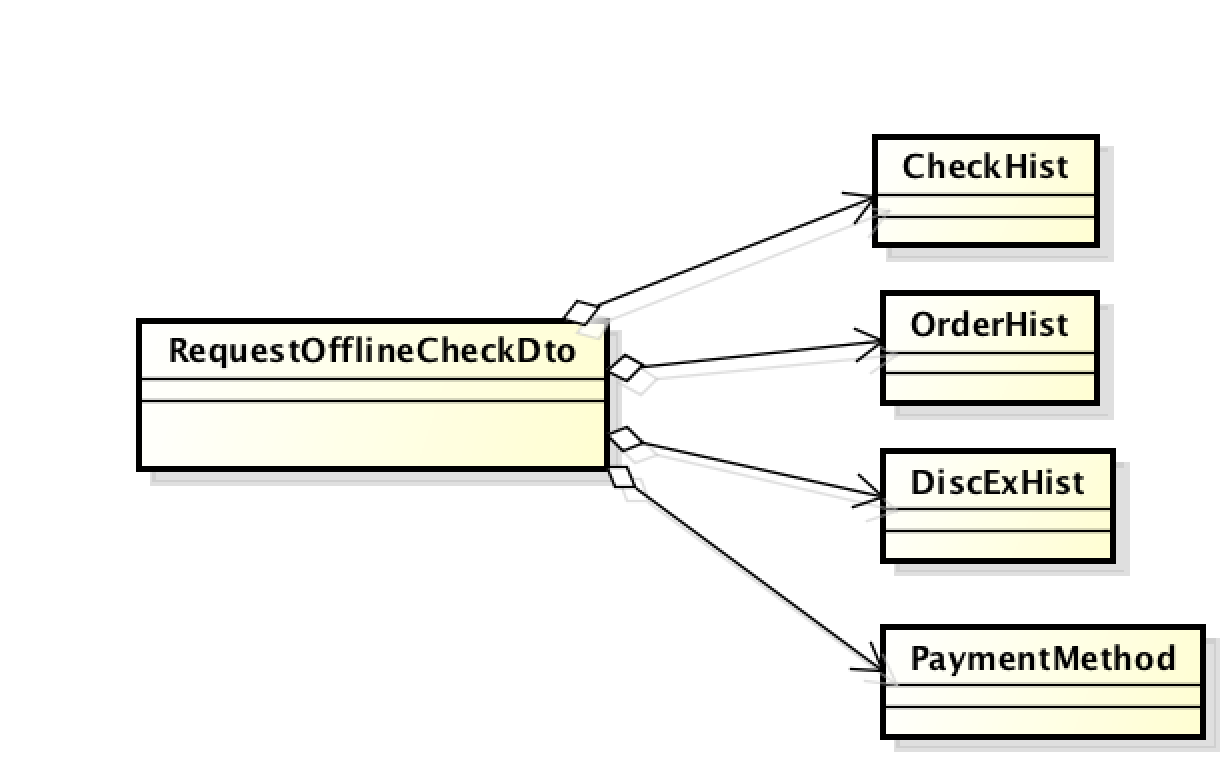 CheckHist
OrderHist
RequestOfflineCheckDto
DiscExHist
PaymentMethod